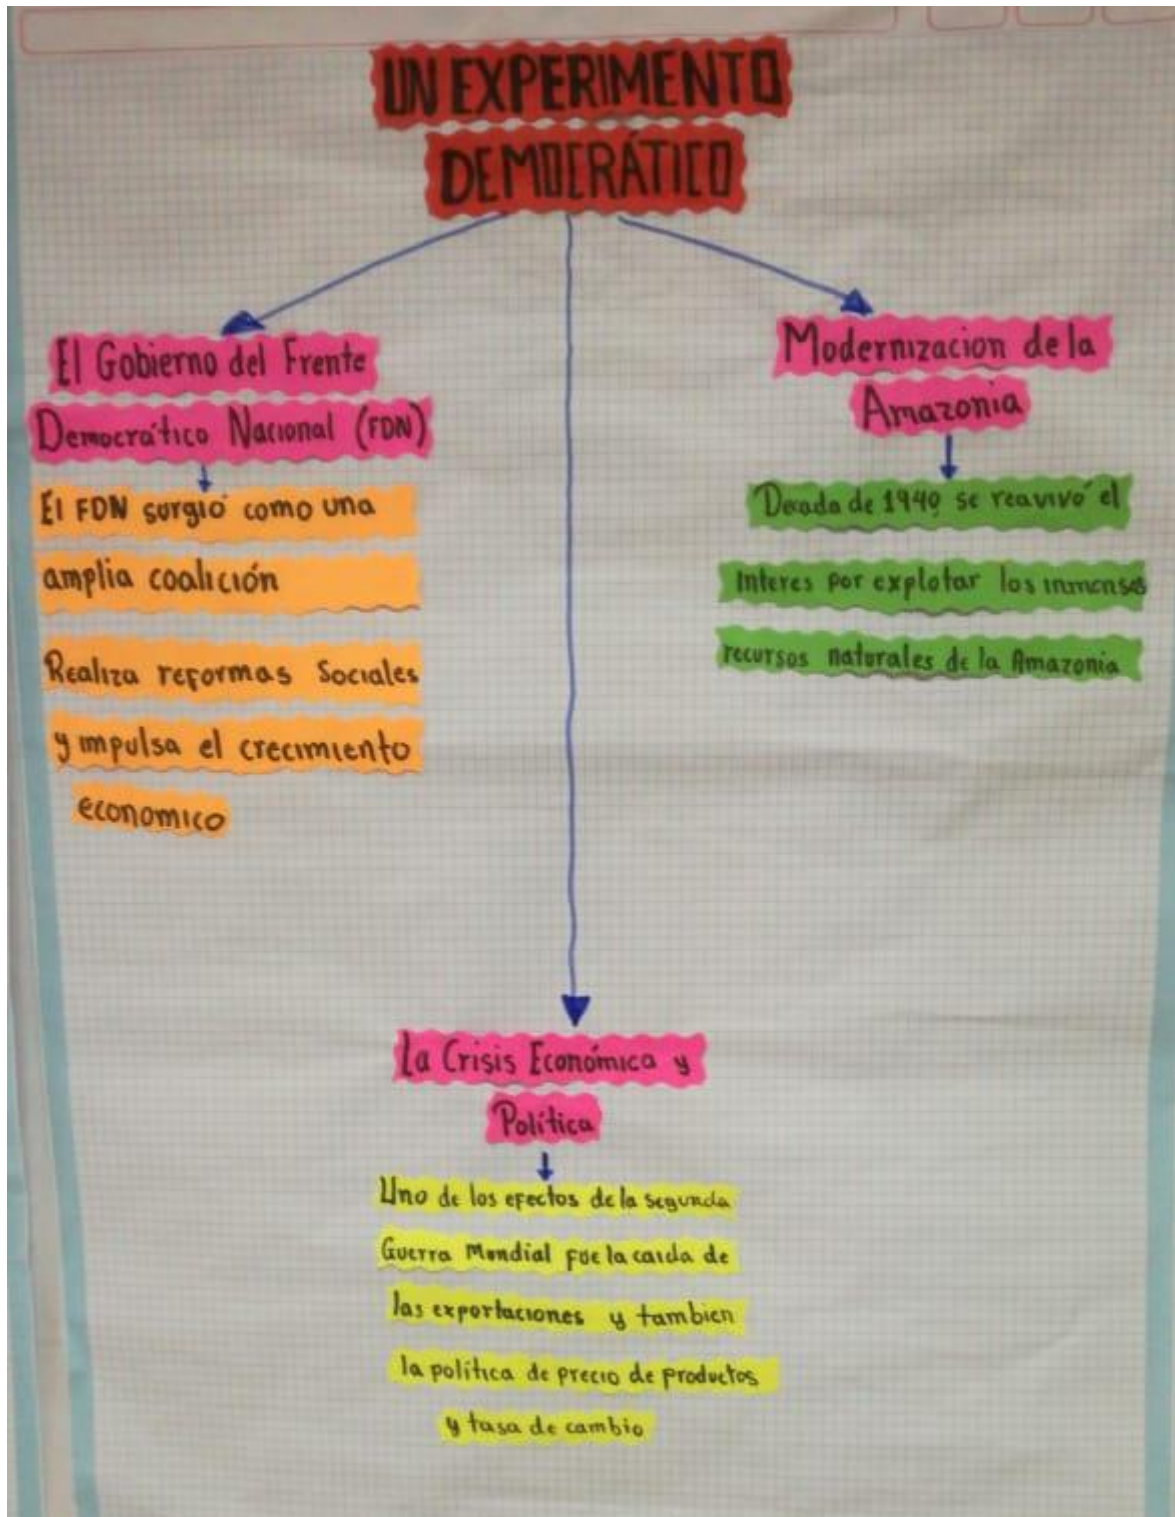 UN EXPERIMENTO
DEMOCRÁTICO
El Gobierno del Frente
Democrático Nacional (FDN)
El FDN surgió como una
amplia coalición
Realiza reformas Sociales
y impulsa el crecimiento
economico
Modernizacion de la
Amazonia
Decada de 1940 se reavivó el
interes por explotar los inmensos
recursos naturales de la Amazonia
La Crisis Económica y
Política
Uno de los efectos de la segunda
Guerra Mundial fue la caida de
las exportaciones y tambien
la política de precio de productos
y tasa de cambio